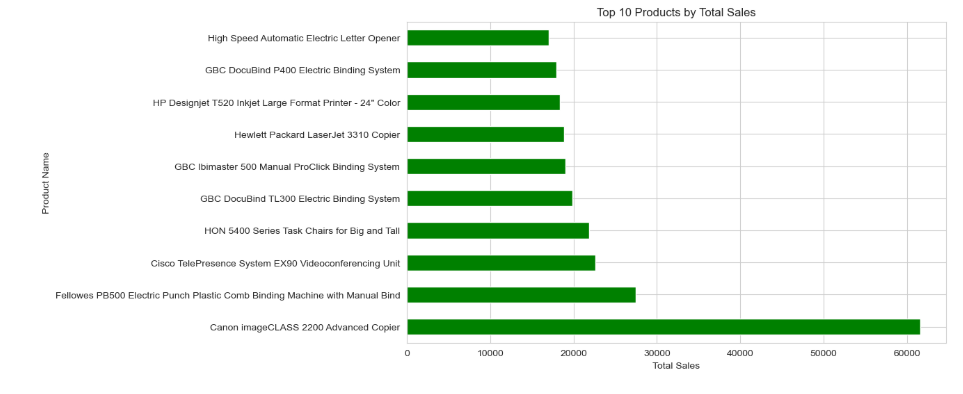 Top 10 Products by Total Sales
Product Name
High Speed Automatic Electric Letter Opener
GBC DocuBind P400 Electric Binding System
HP Designjet T520 Inkjet Large Format Printer - 24" Color
Hewlett Packard LaserJet 3310 Copier
GBC Ibimaster 500 Manual ProClick Binding System
GBC DocuBind TL300 Electric Binding System
HON 5400 Series Task Chairs for Big and Tall
Cisco TelePresence System EX90 Videoconferencing Unit
Fellowes PB500 Electric Punch Plastic Comb Binding Machine with Manual Bind
Canon imageCLASS 2200 Advanced Copier
0 10000 20000 30000 40000 50000 60000
Total Sales